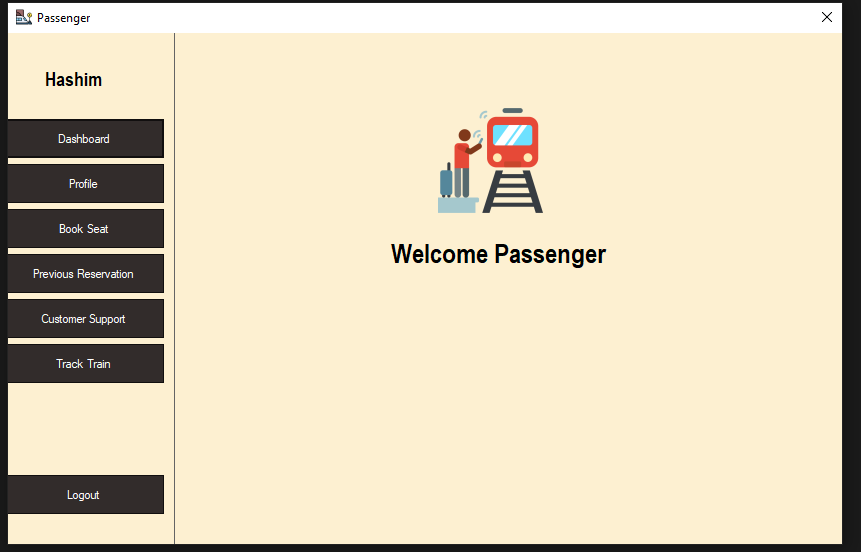 Passenger
Hashim
Dashboard
Profile
Book Seat
Previous Reservation
Customer Support
Track Train
Logout
Welcome Passenger